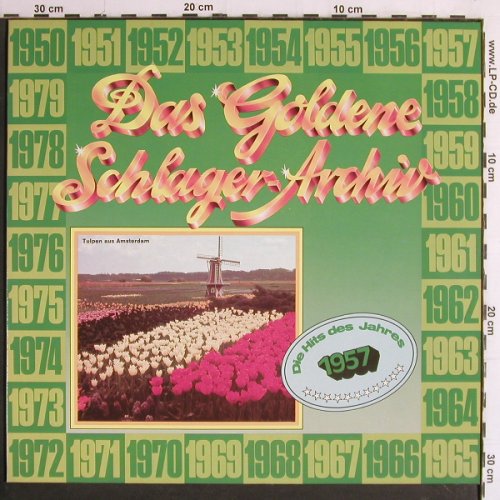 30 cm 20 cm 10 cm
www.LP-CD.de
1950 1951 1952 1953 1954 1955 1956 1957
1979 1958
1978 1959
1977 1960
1976 1961
1975 1962
1974 1963
1973 1964
1972 1971 1970 1969 1968 1967 1966 1965
Das Goldene
Schlager-Archiv
Tulpen aus Amsterdam
Die Hits des Jahres
1957
10 cm
20 cm
30 cm